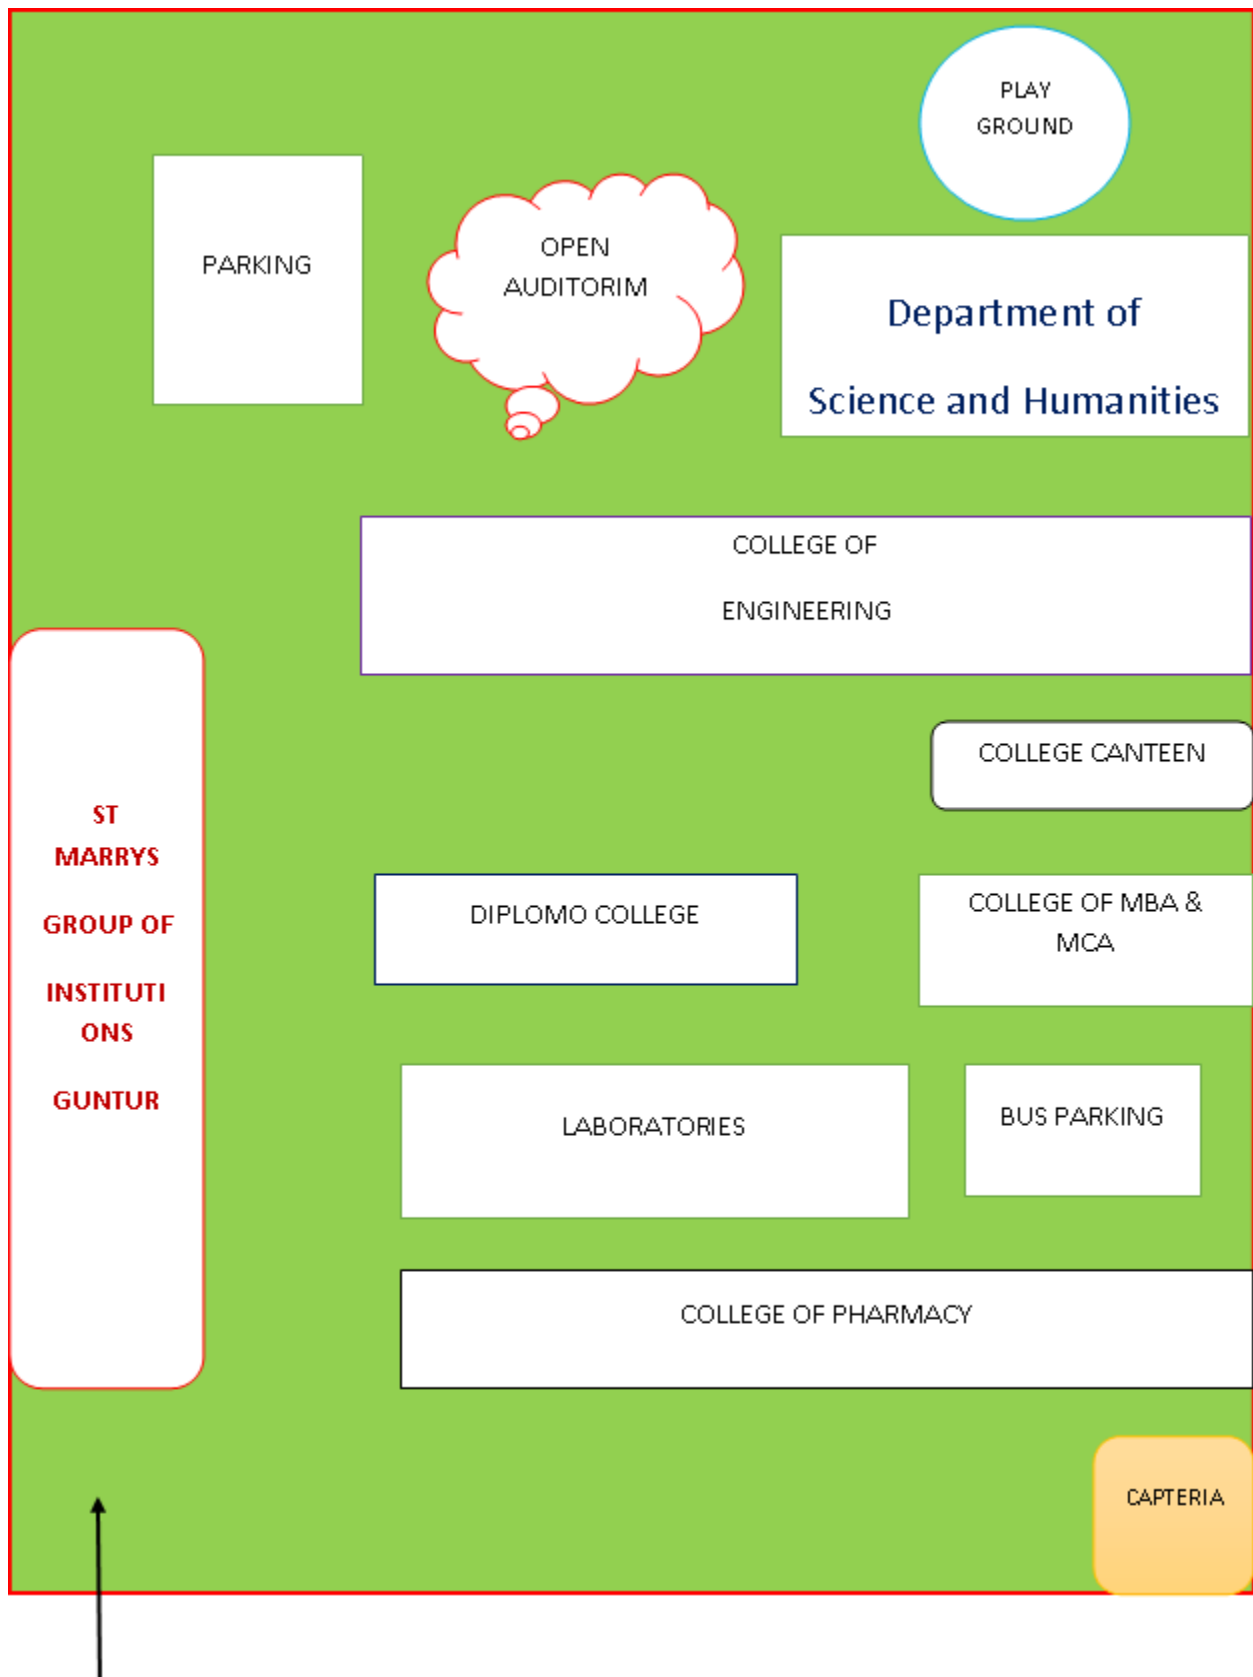 PLAY
GROUND
PARKING
OPEN
AUDITORIM
Department of
Science and Humanities
COLLEGE OF
ENGINEERING
COLLEGE CANTEEN
ST
MARRYS
GROUP OF
INSTITUTI
ONS
GUNTUR
DIPLOMO COLLEGE
COLLEGE OF MBA &
MCA
LABORATORIES
BUS PARKING
COLLEGE OF PHARMACY
CAPTERIA